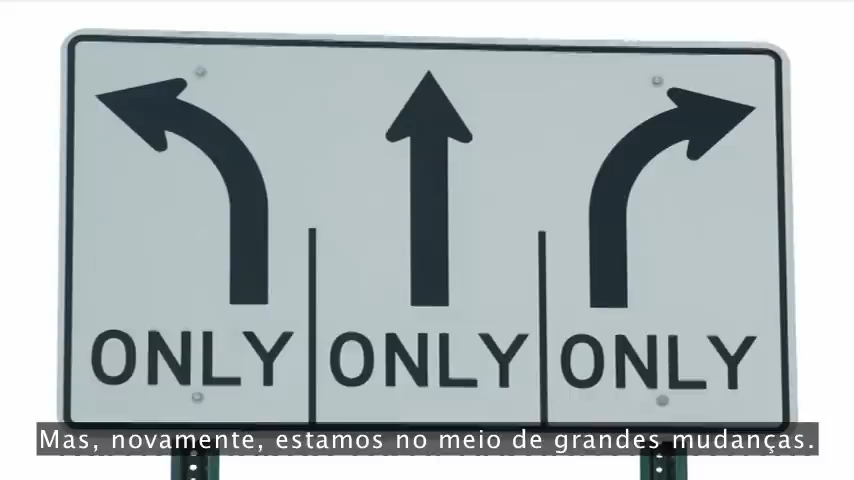 ONLY ONLY ONLY
Mas, novamente, estamos no meio de grandes mudanças.